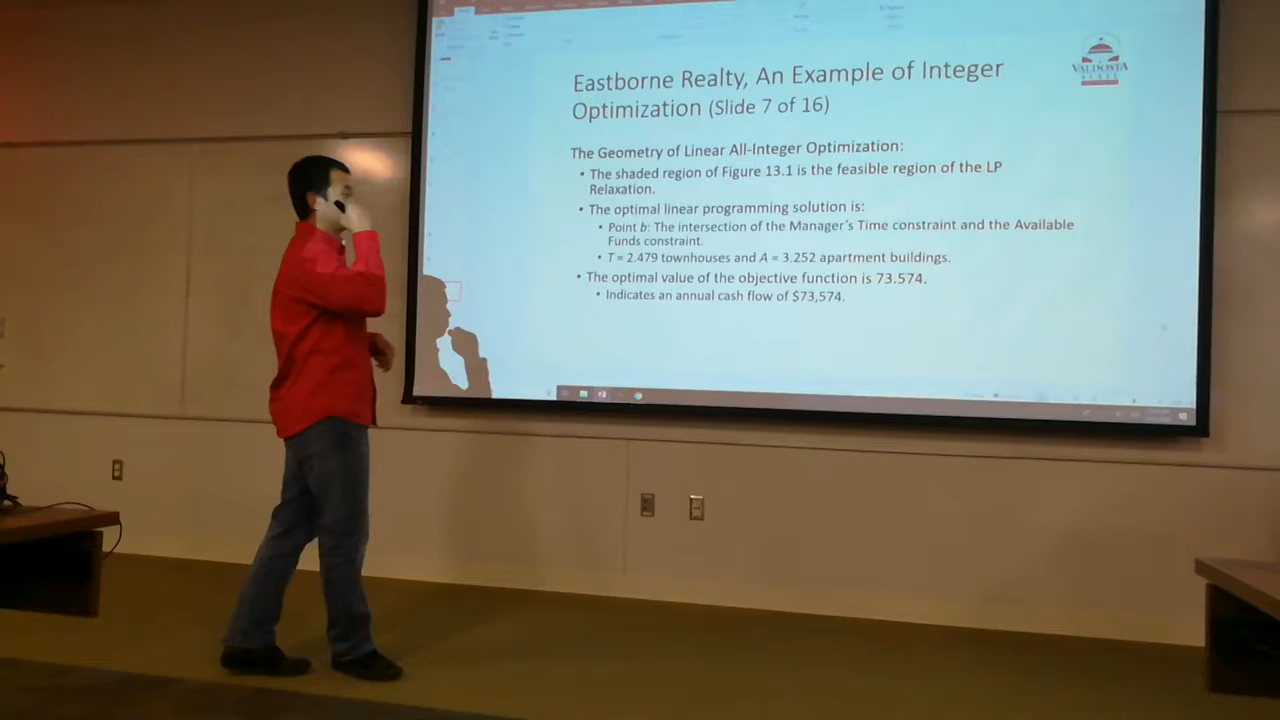 Eastborne Realty, An Example of Integer
Optimization (Slide 7 of 16)
VALDOSTA
STATE
The Geometry of Linear All-Integer Optimization:
• The shaded region of Figure 13.1 is the feasible region of the LP
Relaxation.
• The optimal linear programming solution is:
• Point b: The intersection of the Manager's Time constraint and the Available
Funds constraint.
• T = 2.479 townhouses and A = 3.252 apartment buildings.
• The optimal value of the objective function is 73.574.
• Indicates an annual cash flow of $73,574.